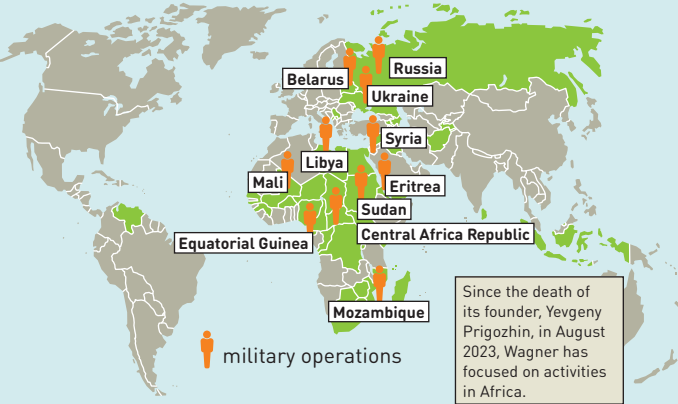 Belarus
Russia
Ukraine
Syria
Libya
Mali
Eritrea
Sudan
Central Africa Republic
Equatorial Guinea
Mozambique
military operations
Since the death of
its founder, Yevgeny
Prigozhin, in August
2023, Wagner has
focused on activities
in Africa.